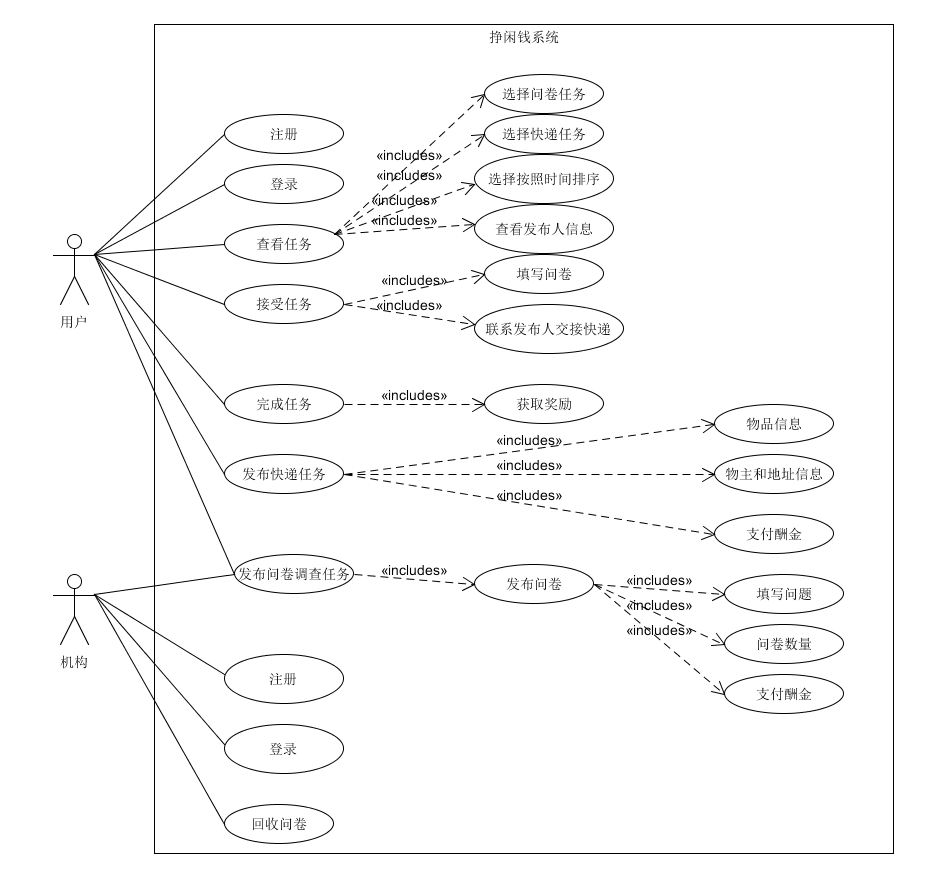 挣闲钱系统
选择问卷任务
注册
选择快递任务
«includes»
«includes»
登录
选择按照时间排序
«includes»
«includes»
查看任务
查看发布人信息
用户
接受任务
«includes»
填写问卷
«includes»
联系发布人交接快递
完成任务
«includes»
获取奖励
物品信息
«includes»
发布快递任务
«includes»
物主和地址信息
«includes»
支付酬金
发布问卷调查任务
«includes»
发布问卷
«includes»
填写问题
«includes»
«includes»
问卷数量
机构
注册
支付酬金
登录
回收问卷